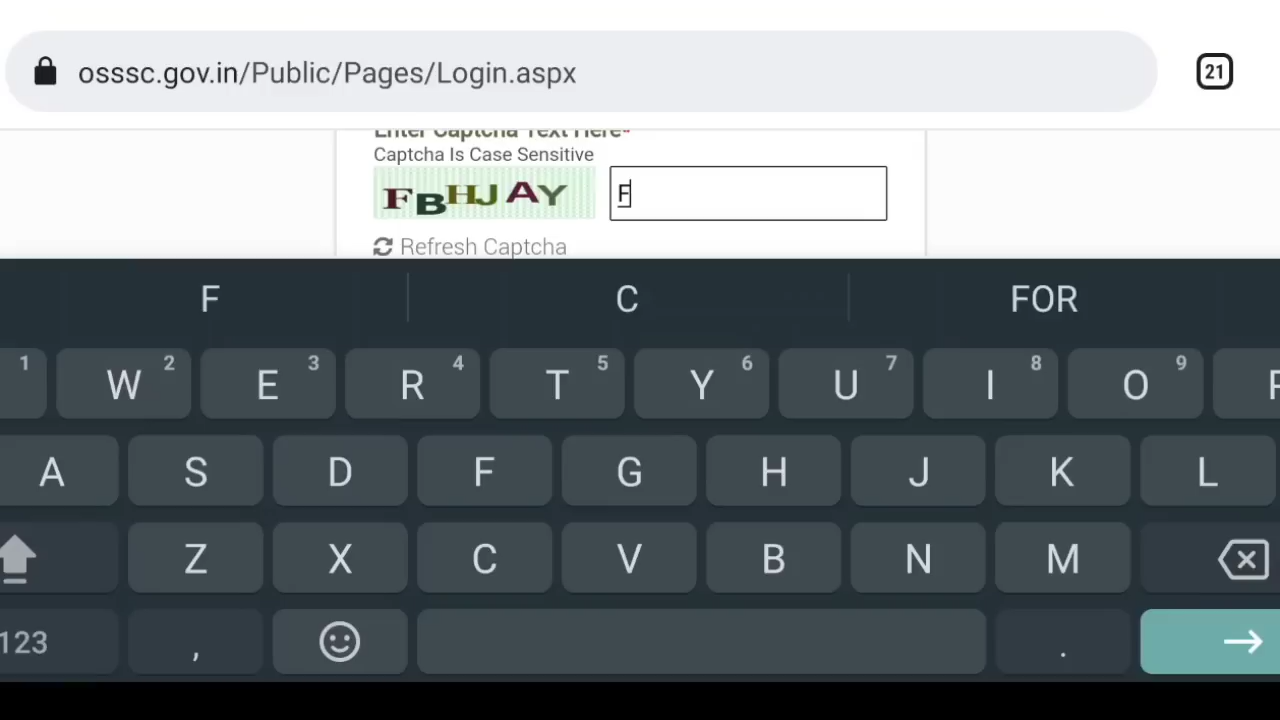 osssc.gov.in/Public/Pages/Login.aspx
21
Enter Captcha Text Here*
Captcha Is Case Sensitive
FBHJAY
F
Refresh Captcha
F C FOR
1 W 2 E 3 R 4 T 5 Y 6 U 7 I 8 O 9 P
A S D F G H J K L
Z X C V B N M
123 , .